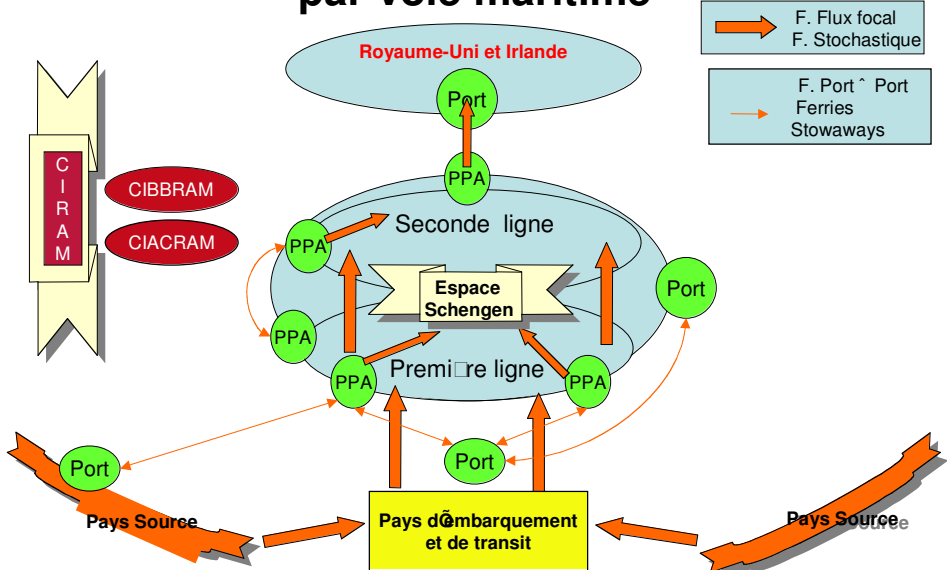 par voie maritime
F. Flux focal
F. Stochastique
Royaume-Uni et Irlande
Port
F. Port ˆ Port
Ferries
Stowaways
CIRAM
CIBBRAM
CIACRAM
PPA
Seconde ligne
PPA
Espace
Schengen
Port
PPA
PPA
Premi□re ligne
PPA
Port
Port
Pays Source
Pays dÕembarquement
et de transit
Pays Source